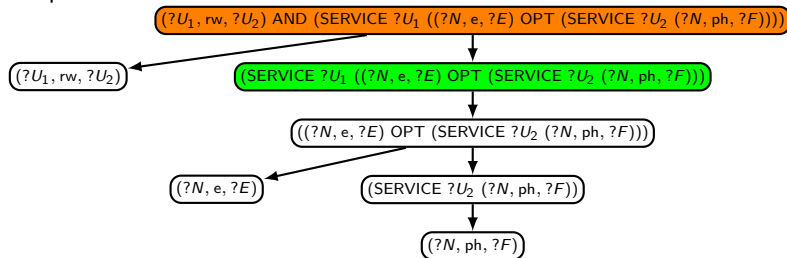 (?U₁, rw, ?U₂) AND (SERVICE ?U₁ ((?N, e, ?E) OPT (SERVICE ?U₂ (?N, ph, ?F))))
(?U₁, rw, ?U₂)
(SERVICE ?U₁ ((?N, e, ?E) OPT (SERVICE ?U₂ (?N, ph, ?F)))
((?N, e, ?E) OPT (SERVICE ?U₂ (?N, ph, ?F)))
(?N, e, ?E)
(SERVICE ?U₂ (?N, ph, ?F))
(?N, ph, ?F)